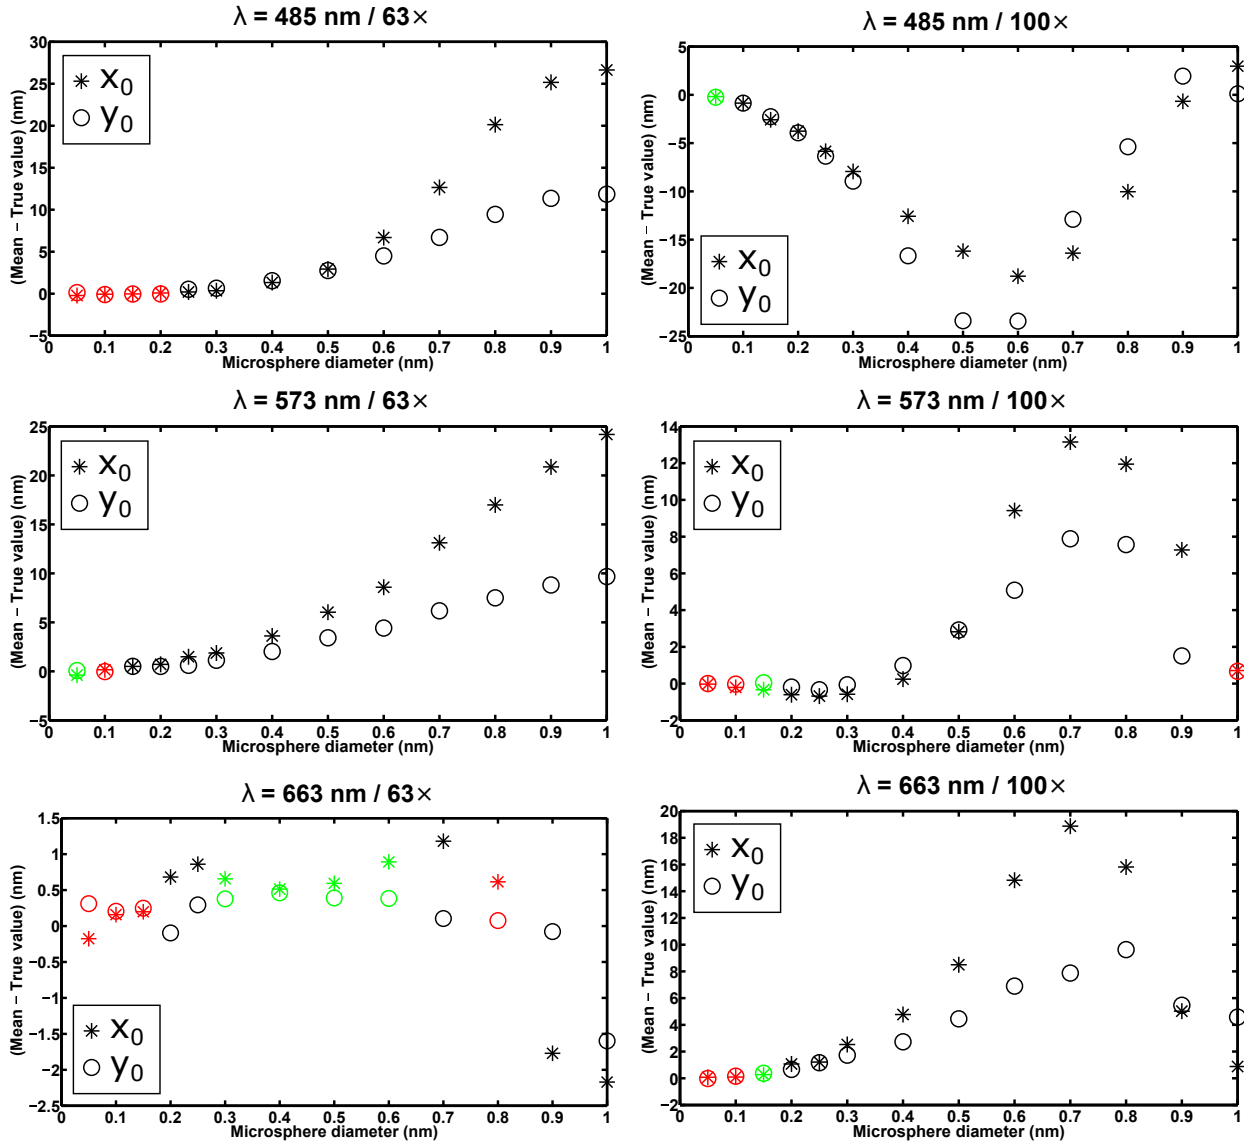 λ = 485 nm / 63×
30
25
20
15
10
5
0
−5
(Mean − True value) (nm)
x0
y0
0 0.1 0.2 0.3 0.4 0.5 0.6 0.7 0.8 0.9 1
Microsphere diameter (nm)
λ = 485 nm / 100×
5
0
−5
−10
−15
−20
−25
(Mean − True value) (nm)
x0
y0
0 0.1 0.2 0.3 0.4 0.5 0.6 0.7 0.8 0.9 1
Microsphere diameter (nm)
λ = 573 nm / 63×
25
20
15
10
5
0
−5
(Mean − True value) (nm)
x0
y0
0 0.1 0.2 0.3 0.4 0.5 0.6 0.7 0.8 0.9 1
Microsphere diameter (nm)
λ = 573 nm / 100×
14
12
10
8
6
4
2
0
−2
(Mean − True value) (nm)
x0
y0
0 0.1 0.2 0.3 0.4 0.5 0.6 0.7 0.8 0.9 1
Microsphere diameter (nm)
λ = 663 nm / 63×
1.5
1
0.5
0
−0.5
−1
−1.5
−2
−2.5
(Mean − True value) (nm)
x0
y0
0 0.1 0.2 0.3 0.4 0.5 0.6 0.7 0.8 0.9 1
Microsphere diameter (nm)
λ = 663 nm / 100×
20
18
16
14
12
10
8
6
4
2
0
−2
(Mean − True value) (nm)
x0
y0
0 0.1 0.2 0.3 0.4 0.5 0.6 0.7 0.8 0.9 1
Microsphere diameter (nm)